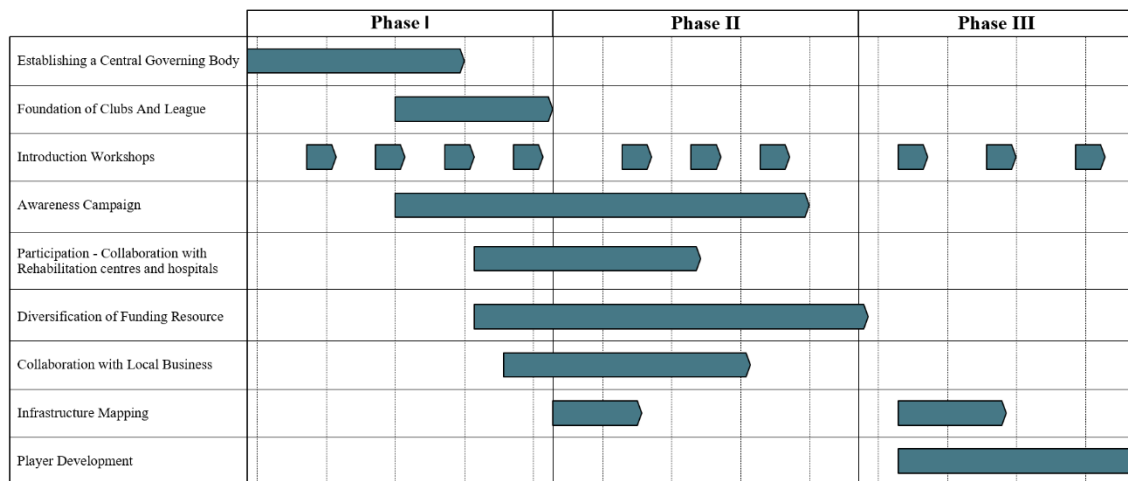 Phase I Phase II Phase III
Establishing a Central Governing Body
Foundation of Clubs And League
Introduction Workshops
Awareness Campaign
Participation - Collaboration with
Rehabilitation centres and hospitals
Diversification of Funding Resource
Collaboration with Local Business
Infrastructure Mapping
Player Development